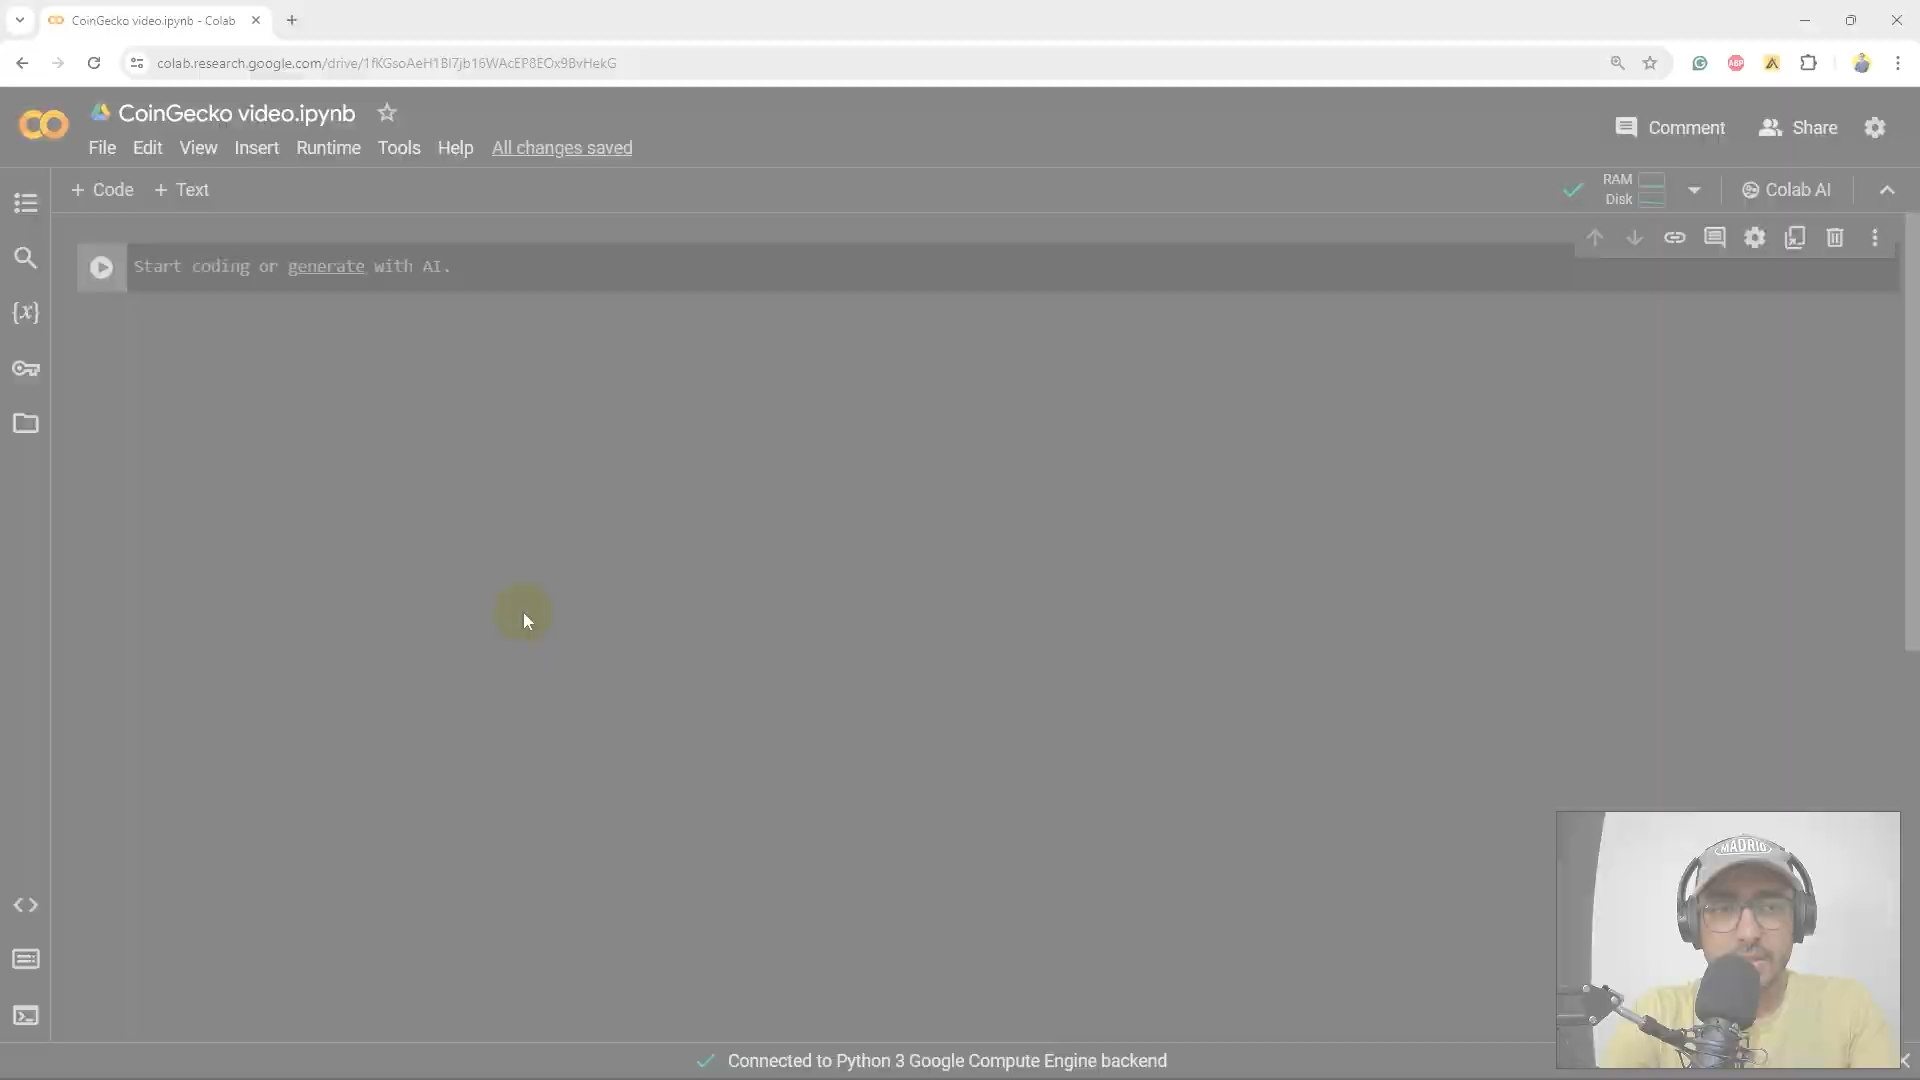 CoinGecko video.ipynb - Colab
colab.research.google.com/drive/1fKGsoAeH1Bl7jb16WAcEP8EOx9BvHekG
ABP
CoinGecko video.ipynb
Comment
Share
File Edit View Insert Runtime Tools Help All changes saved
+ Code + Text
RAM
Disk
Colab AI
Start coding or generate with AI.
{x}
MADRID
Connected to Python 3 Google Compute Engine backend